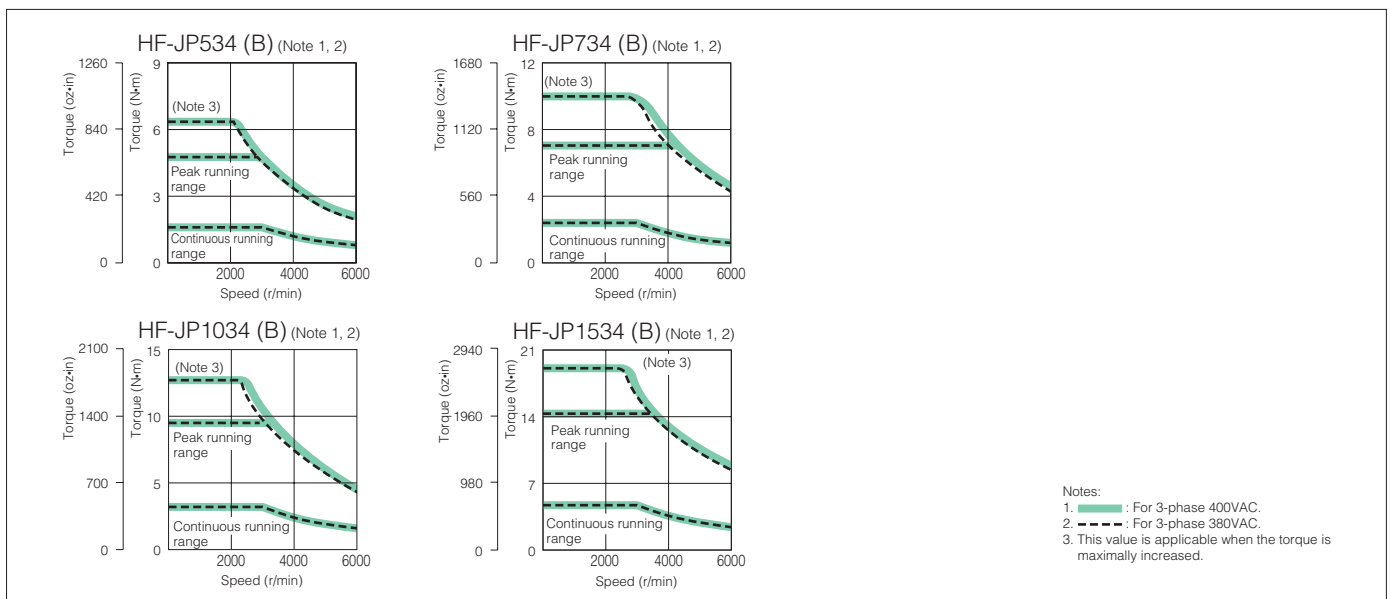 HF-JP534 (B) (Note 1, 2)
Torque (oz•in)
1260
840
420
0
Torque (N•m)
9
6
3
0
(Note 3)
Peak running
range
Continuous running
range
2000 4000 6000
Speed (r/min)
HF-JP734 (B) (Note 1, 2)
Torque (oz•in)
1680
1120
560
0
Torque (N•m)
12
8
4
0
(Note 3)
Peak running
range
Continuous running
range
2000 4000 6000
Speed (r/min)
HF-JP1034 (B) (Note 1, 2)
Torque (oz•in)
2100
1400
700
0
Torque (N•m)
15
10
5
0
(Note 3)
Peak running
range
Continuous running
range
2000 4000 6000
Speed (r/min)
HF-JP1534 (B) (Note 1, 2)
Torque (oz•in)
2940
1960
980
0
Torque (N•m)
21
14
7
0
(Note 3)
Peak running
range
Continuous running
range
2000 4000 6000
Speed (r/min)
Notes:
1. : For 3-phase 400VAC.
2. : For 3-phase 380VAC.
3. This value is applicable when the torque is
maximally increased.